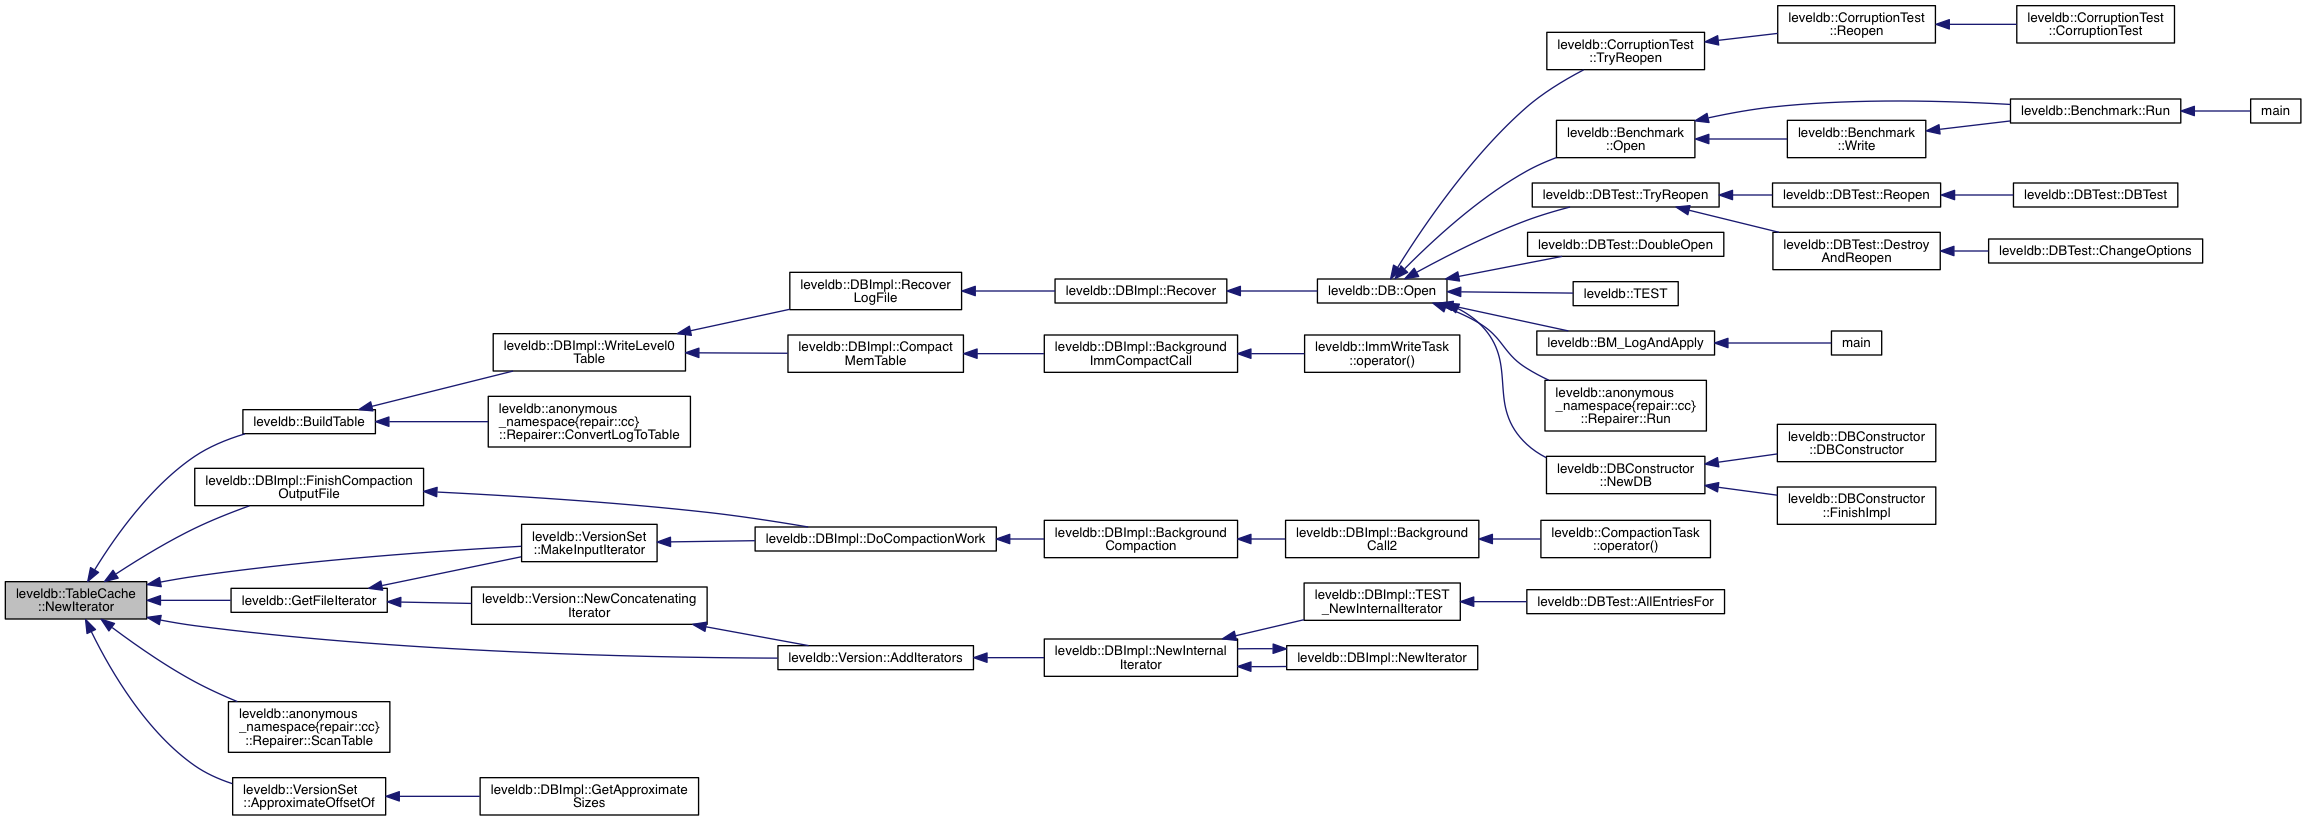 leveldb::CorruptionTest
::Reopen
leveldb::CorruptionTest
::CorruptionTest
leveldb::CorruptionTest
::TryReopen
leveldb::Benchmark::Run
main
leveldb::Benchmark
::Open
leveldb::Benchmark
::Write
leveldb::DBTest::TryReopen
leveldb::DBTest::Reopen
leveldb::DBTest::DBTest
leveldb::DBTest::DoubleOpen
leveldb::DBTest::Destroy
AndReopen
leveldb::DBTest::ChangeOptions
leveldb::DBImpl::Recover
LogFile
leveldb::DBImpl::Recover
leveldb::DB::Open
leveldb::TEST
leveldb::DBImpl::WriteLevel0
Table
leveldb::DBImpl::Compact
MemTable
leveldb::DBImpl::Background
ImmCompactCall
leveldb::ImmWriteTask
::operator()
leveldb::BM_LogAndApply
main
leveldb::BuildTable
leveldb::anonymous
_namespace{repair::cc}
::Repairer::ConvertLogToTable
leveldb::anonymous
_namespace{repair::cc}
::Repairer::Run
leveldb::DBConstructor
::DBConstructor
leveldb::DBConstructor
::NewDB
leveldb::DBConstructor
::FinishImpl
leveldb::DBImpl::FinishCompaction
OutputFile
leveldb::VersionSet
::MakeInputIterator
leveldb::DBImpl::DoCompactionWork
leveldb::DBImpl::Background
Compaction
leveldb::DBImpl::Background
Call2
leveldb::CompactionTask
::operator()
leveldb::TableCache
::NewIterator
leveldb::GetFileIterator
leveldb::Version::NewConcatenating
Iterator
leveldb::DBImpl::TEST
_NewInternalIterator
leveldb::DBTest::AllEntriesFor
leveldb::Version::AddIterators
leveldb::DBImpl::NewInternal
Iterator
leveldb::DBImpl::NewIterator
leveldb::anonymous
_namespace{repair::cc}
::Repairer::ScanTable
leveldb::VersionSet
::ApproximateOffsetOf
leveldb::DBImpl::GetApproximate
Sizes